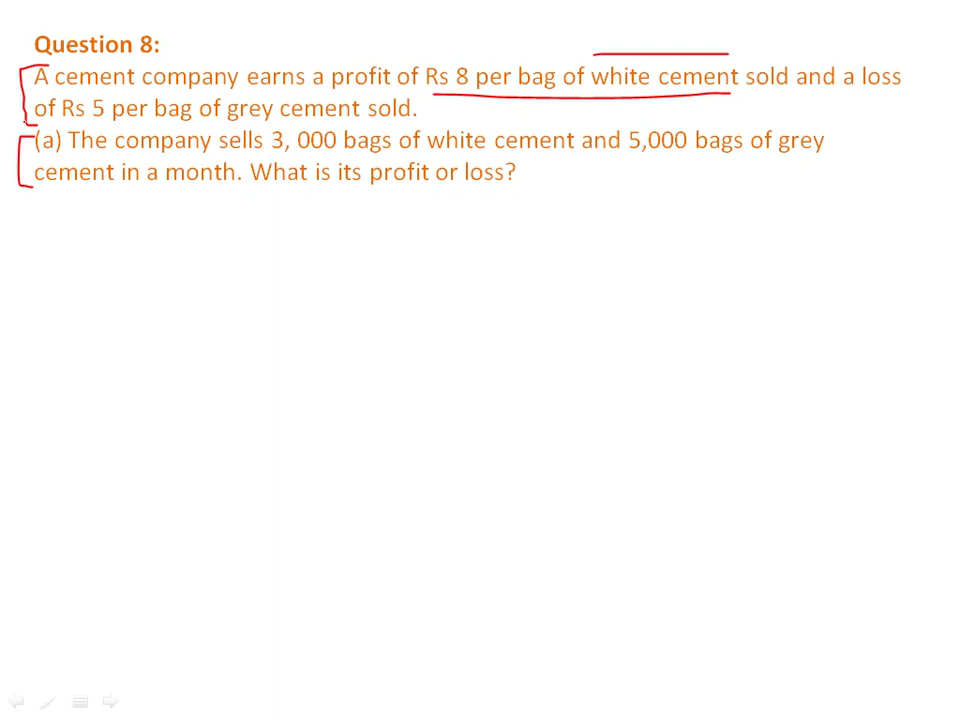 Question 8:
A cement company earns a profit of Rs 8 per bag of white cement sold and a loss
of Rs 5 per bag of grey cement sold.
(a) The company sells 3, 000 bags of white cement and 5,000 bags of grey
cement in a month. What is its profit or loss?